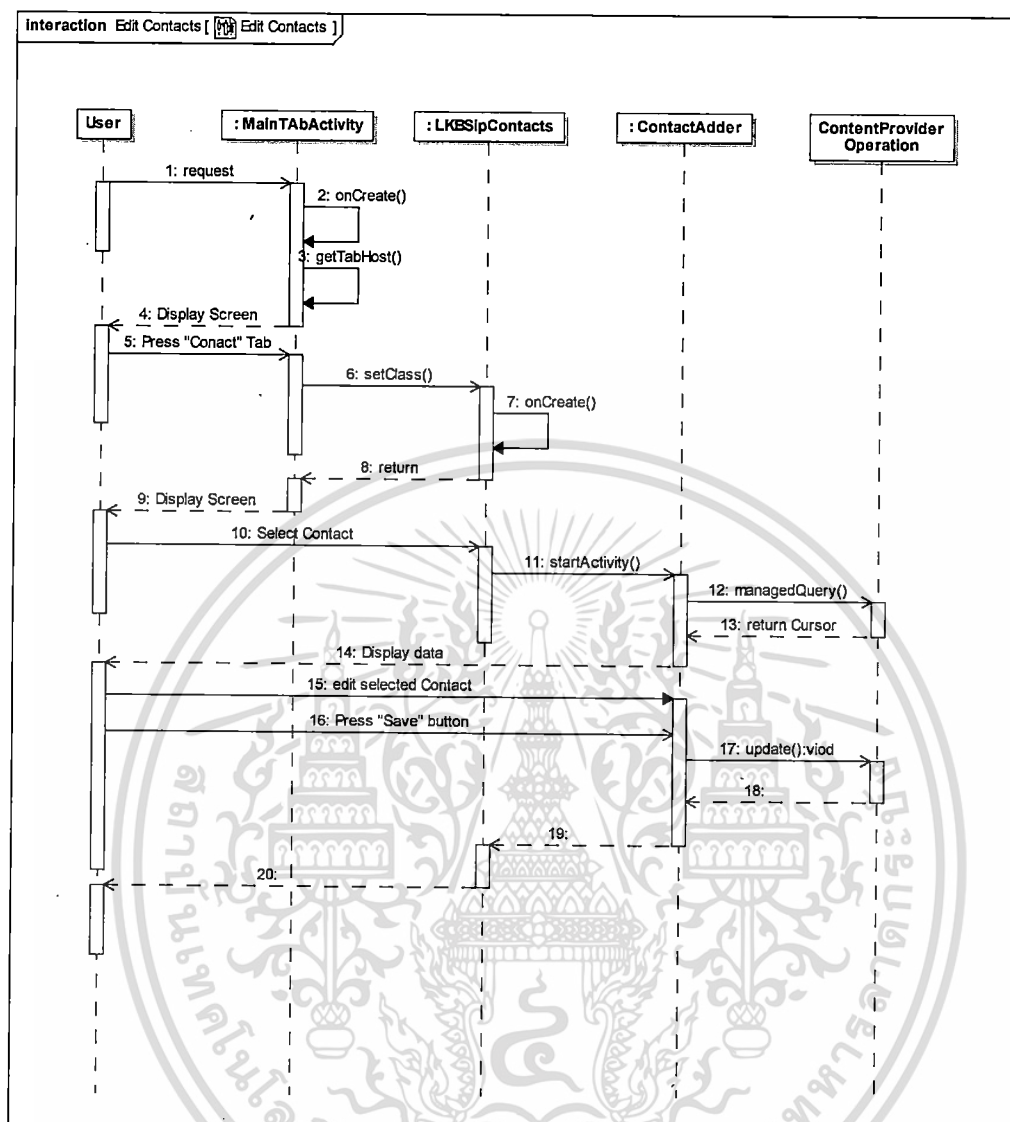 interaction Edit Contacts [ Edit Contacts ]
User
: MainTAbActivity
: LKBSipContacts
: ContactAdder
ContentProvider
Operation
1: request
2: onCreate()
3: getTabHost()
4: Display Screen
5: Press "Conact" Tab
6: setClass()
7: onCreate()
8: return
9: Display Screen
10: Select Contact
11: startActivity()
12: managedQuery()
13: return Cursor
14: Display data
15: edit selected Contact
16: Press "Save" button
17: update():viod
18:
19:
20: